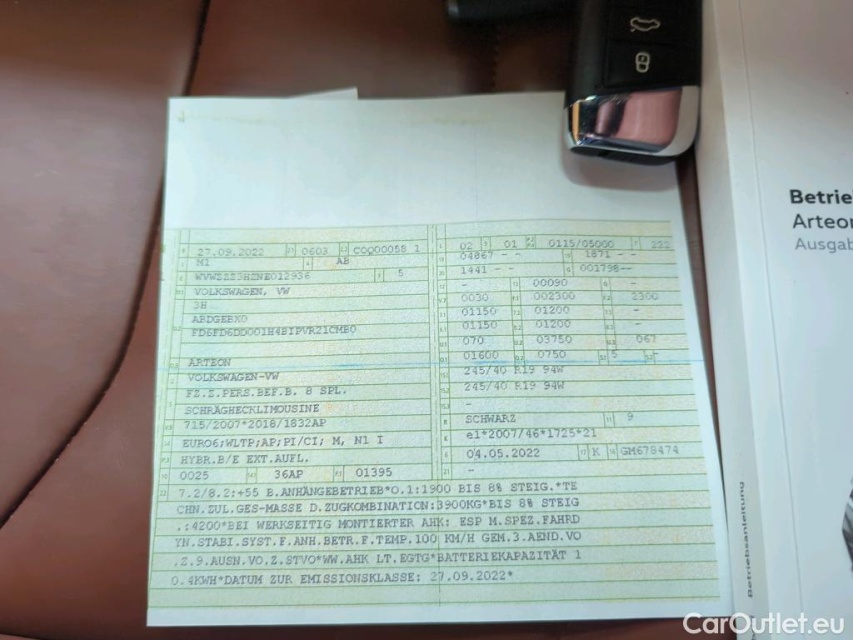 27.09.2022 0603 CQQ00058 1
M1 AB
WVWZZZ3HZNE012936 5
VOLKSWAGEN, VW
3H
ABDGEBX0
FD6FD6DD001H4BIPVR21CMB0
ARTEON
VOLKSWAGEN-VW
FZ.Z.PERS.BEF.B. 8 SPL.
SCHRÄGHECKLIMOUSINE
715/2007*2018/1832AP
EURO6;WLTP;AP;PI/CI; M, N1 I
HYBR.B/E EXT.AUFL.
0025 36AP 01395
02 01 0115/05000 222
04867 - - 1871 - -
1441 - - 001798--
- 00090 -
0030 002300 2300
01150 01200 -
01150 01200 -
070 03750 067
01600 0750 5 -
245/40 R19 94W
245/40 R19 94W
-
SCHWARZ 9
e1*2007/46*1725*21
04.05.2022 K GM678474
-
7.2/8.2:+55 B.ANHÄNGEBETRIEB*O.1:1900 BIS 8% STEIG.*TE
CHN.ZUL.GES-MASSE D.ZUGKOMBINATION:3900KG*BIS 8% STEIG
.:4200*BEI WERKSEITIG MONTIERTER AHK: ESP M.SPEZ.FAHRD
YN.STABI.SYST.F.ANH.BETR.F.TEMP.100 KM/H GEM.3.AEND.VO
.Z.9.AUSN.VO.Z.STVO*WW.AHK LT.EGTG*BATTERIEKAPAZITÄT 1
0.4KWH*DATUM ZUR EMISSIONSKLASSE: 27.09.2022*
Betrie
Arteon
Ausgab
Betriebsanleitung
CarOutlet.eu